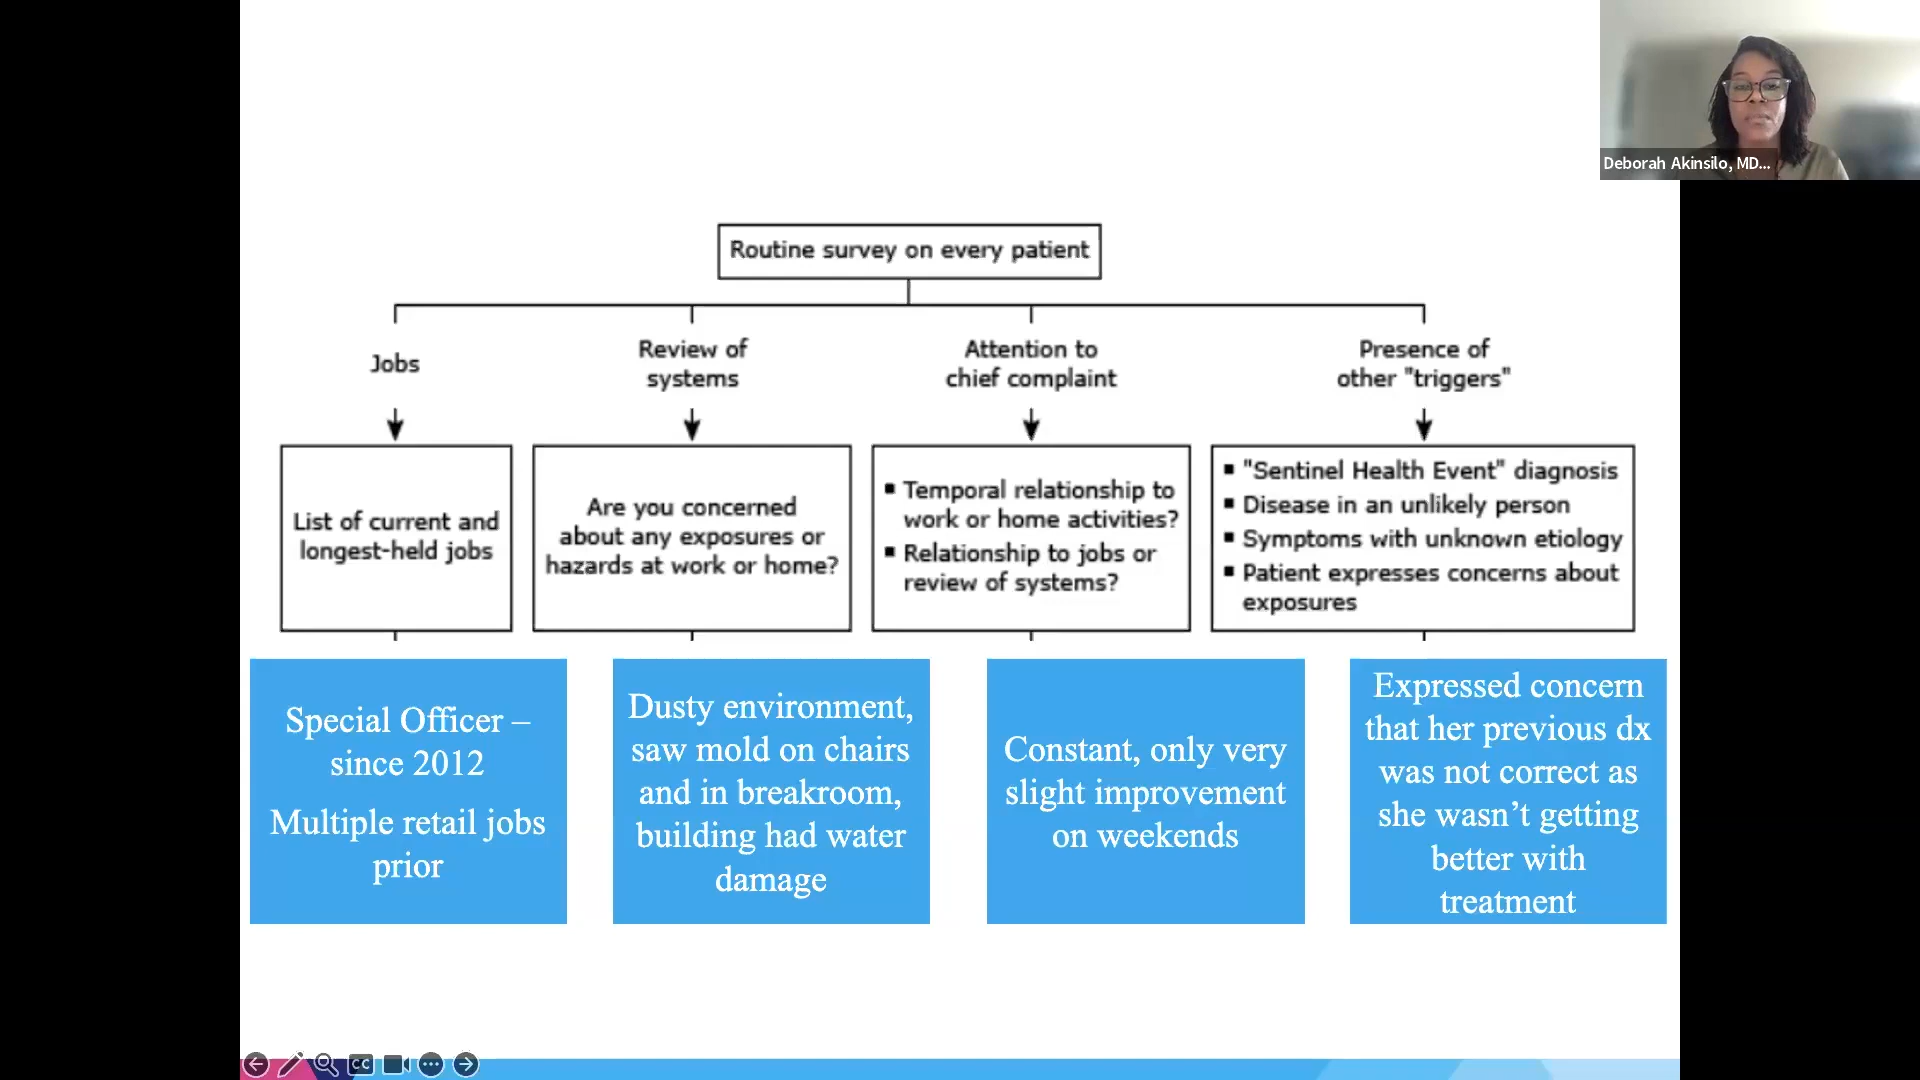 Deborah Akinsilo, MD...
Routine survey on every patient
Jobs
Review of
systems
Attention to
chief complaint
Presence of
other "triggers"
List of current and
longest-held jobs
Are you concerned
about any exposures or
hazards at work or home?
▪ Temporal relationship to
work or home activities?
▪ Relationship to jobs or
review of systems?
▪ "Sentinel Health Event" diagnosis
▪ Disease in an unlikely person
▪ Symptoms with unknown etiology
▪ Patient expresses concerns about
exposures
Special Officer –
since 2012
Multiple retail jobs
prior
Dusty environment,
saw mold on chairs
and in breakroom,
building had water
damage
Constant, only very
slight improvement
on weekends
Expressed concern
that her previous dx
was not correct as
she wasn’t getting
better with
treatment
CC